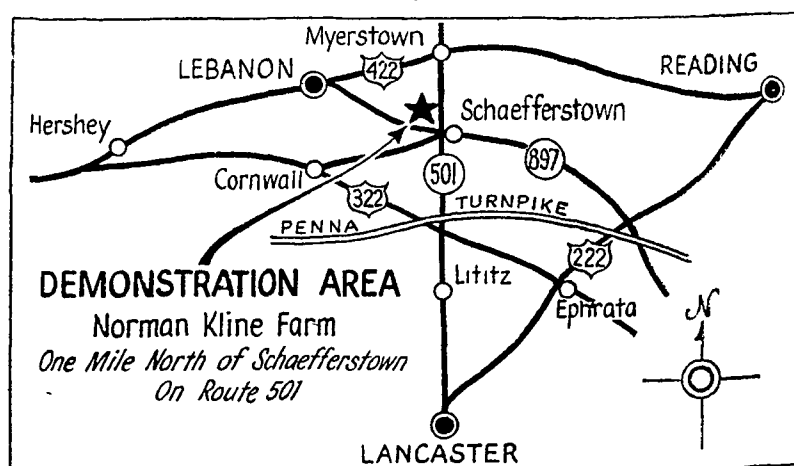 Myerstown
LEBANON
422
READING
Hershey
Schaefferstown
Cornwall
501
897
322
PENNA TURNPIKE
222
DEMONSTRATION AREA
Lititz
Ephrata
Norman Kline Farm
N
One Mile North of Schaefferstown
On Route 501
LANCASTER